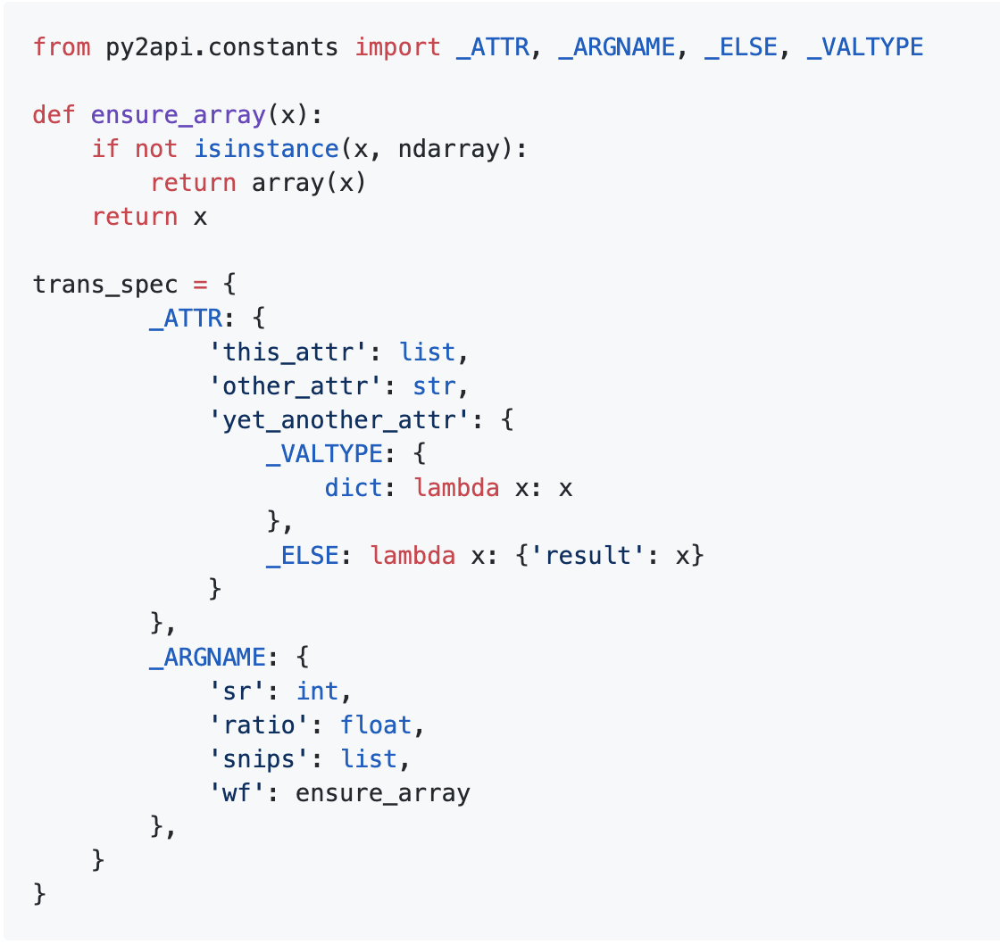 from py2api.constants import _ATTR, _ARGNAME, _ELSE, _VALTYPE

def ensure_array(x):
    if not isinstance(x, ndarray):
        return array(x)
    return x

trans_spec = {
        _ATTR: {
            'this_attr': list,
            'other_attr': str,
            'yet_another_attr': {
                _VALTYPE: {
                    dict: lambda x: x
                },
                _ELSE: lambda x: {'result': x}
            }
        },
        _ARGNAME: {
            'sr': int,
            'ratio': float,
            'snips': list,
            'wf': ensure_array
        },
    }
}